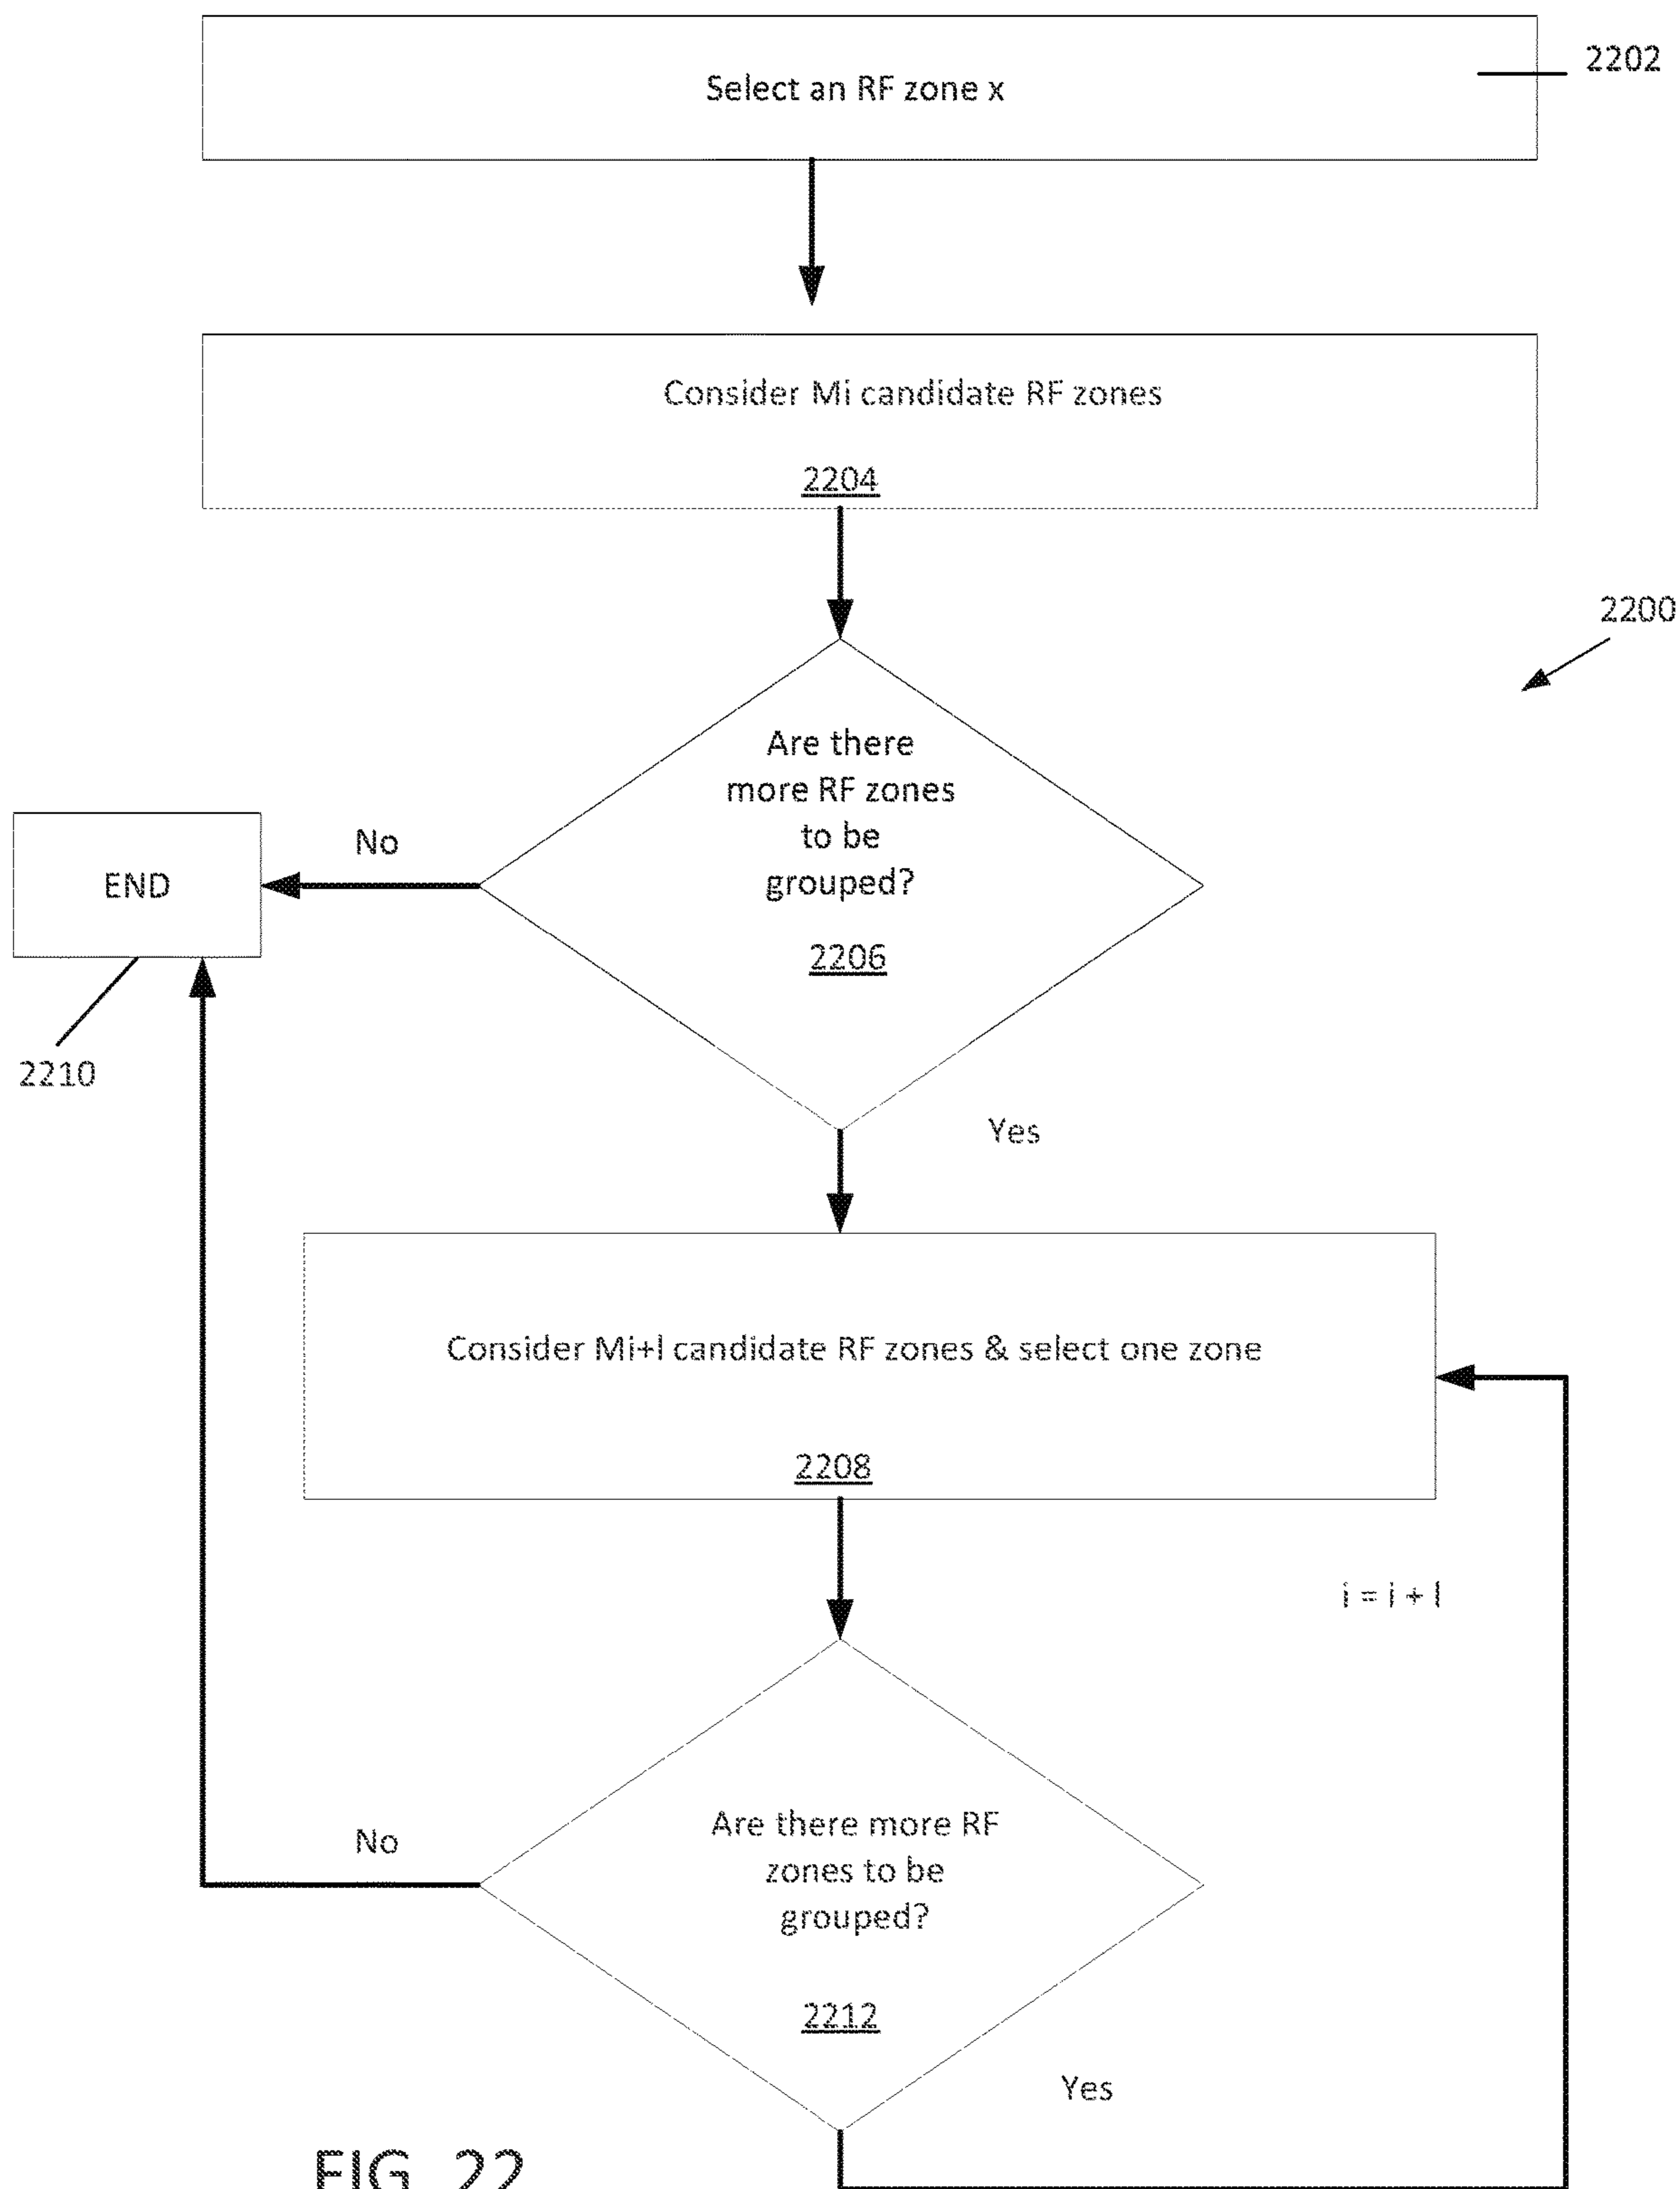 Select an RF zone x
2202
Consider Mi candidate RF zones
2204
2200
Are there
more RF zones
to be
grouped?
2206
No
END
2210
Yes
Consider Mi+l candidate RF zones & select one zone
2208
i = i + l
Are there more RF
zones to be
grouped?
2212
No
Yes
FIG. 22